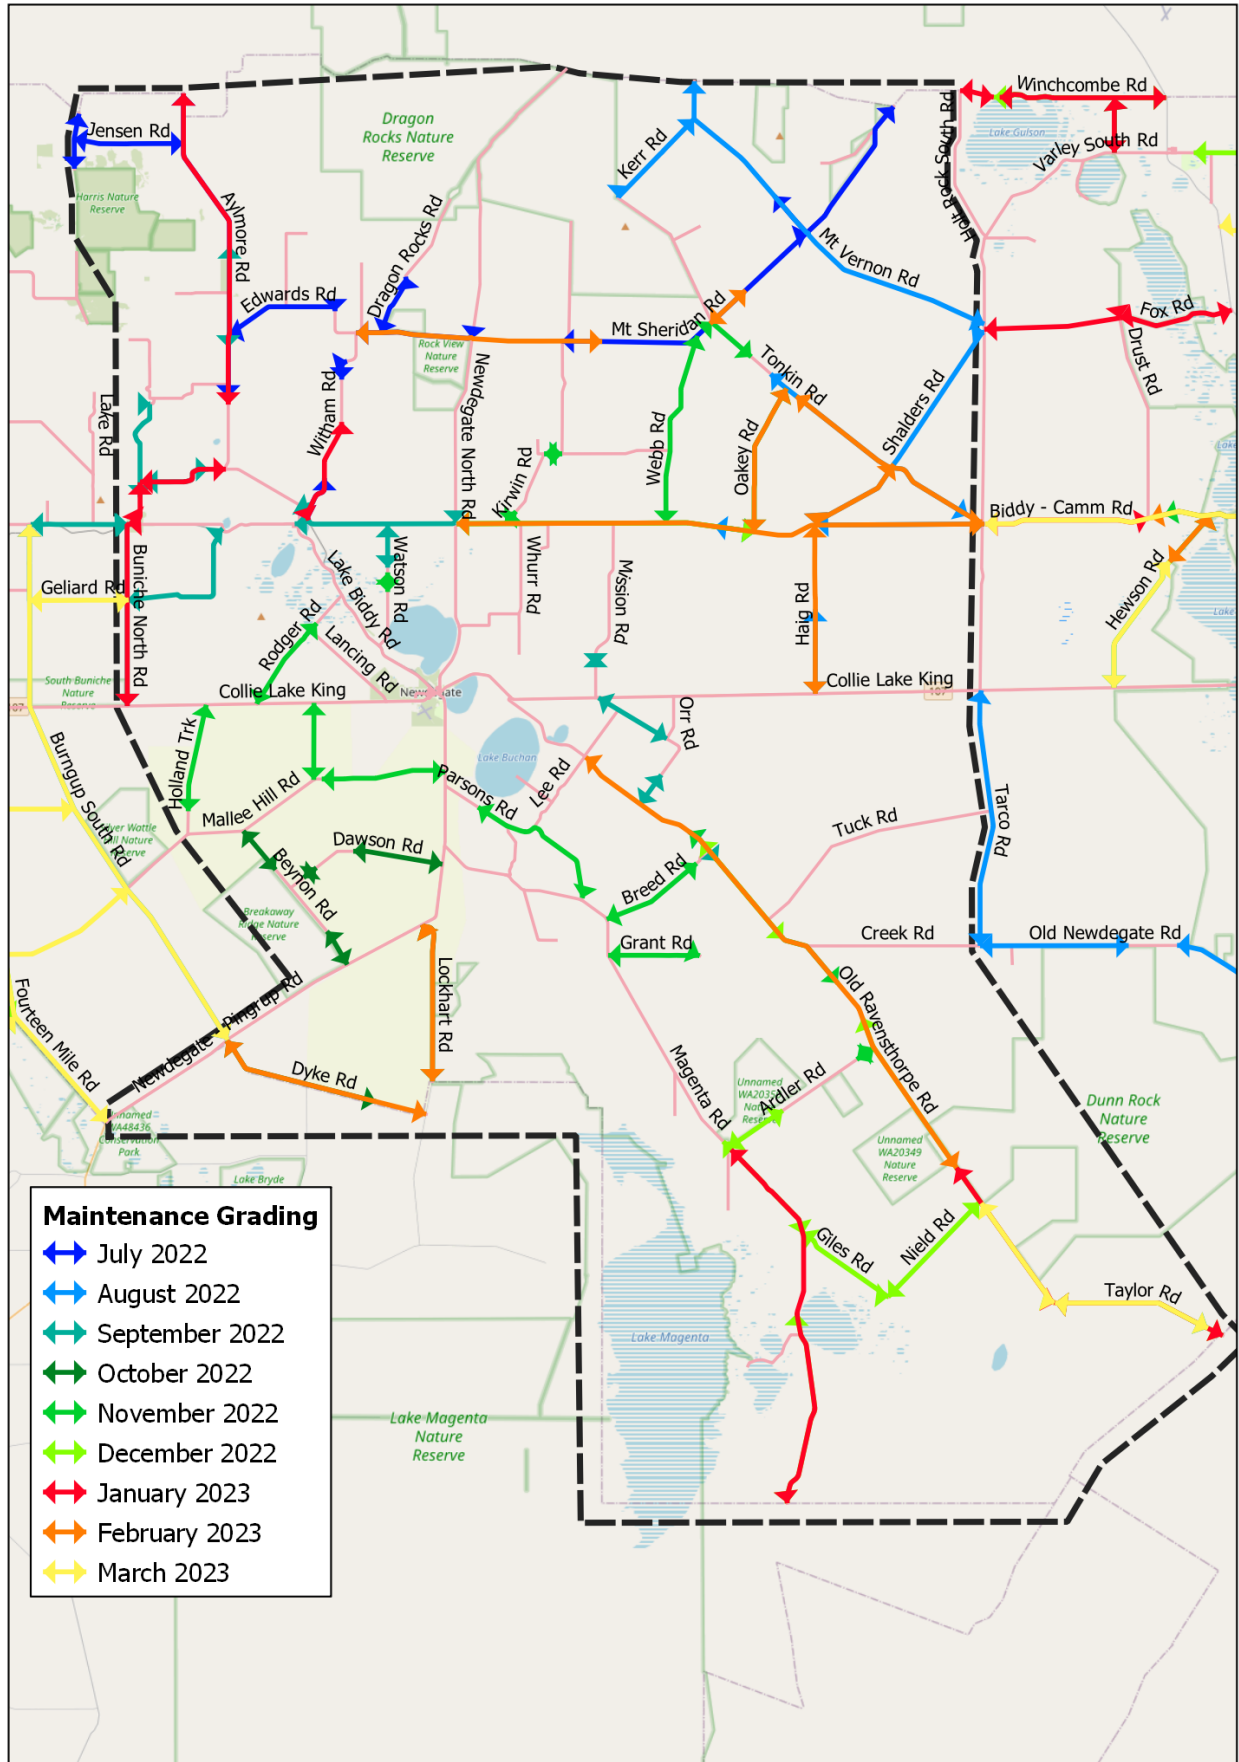 Winchcombe Rd
Holt Rock South Rd
Lake Gulson
Varley South Rd
Jensen Rd
Dragon
Rocks Nature
Reserve
Kerr Rd
Harris Nature
Reserve
Aylmore Rd
Dragon Rocks Rd
Mt Vernon Rd
Edwards Rd
Mt Sheridan Rd
Fox Rd
Rock View
Nature
Reserve
Newdegate North Rd
Tonkin Rd
Drust Rd
Witham Rd
Shalders Rd
Lake Rd
Webb Rd
Oakey Rd
Kirwin Rd
Lake
Biddy - Camm Rd
Buniche North Rd
Geliard Rd
Lake Biddy Rd
Watson Rd
Whurr Rd
Mission Rd
Haig Rd
Hewson Rd
Lake
Rodger Rd
Lancing Rd
South Buniche
Nature
Reserve
Collie Lake King
Newdegate
Collie Lake King
107
07
Holland Trk
Orr Rd
Burngup South Rd
Lake Buchan
Lee Rd
Mallee Hill Rd
Parsons Rd
Tarco Rd
Tuck Rd
Nature
Dawson Rd
Beynon Rd
Breed Rd
Breakaway
Ridge Nature
Reserve
Grant Rd
Creek Rd
Old Newdegate Rd
Fourteen Mile Rd
Newdegate - Pingrup Rd
Lockhart Rd
Old Ravensthorpe Rd
Dyke Rd
Magenta Rd
Ardler Rd
Unnamed
Dunn Rock
Nature
Reserve
WA48436
Conservation
Park
Unnamed
WA20349
Nature
Reserve
Lake Bryde
Giles Rd
Nield Rd
Taylor Rd
Lake Magenta
Lake Magenta
Nature
Reserve
Maintenance Grading
July 2022
August 2022
September 2022
October 2022
November 2022
December 2022
January 2023
February 2023
March 2023